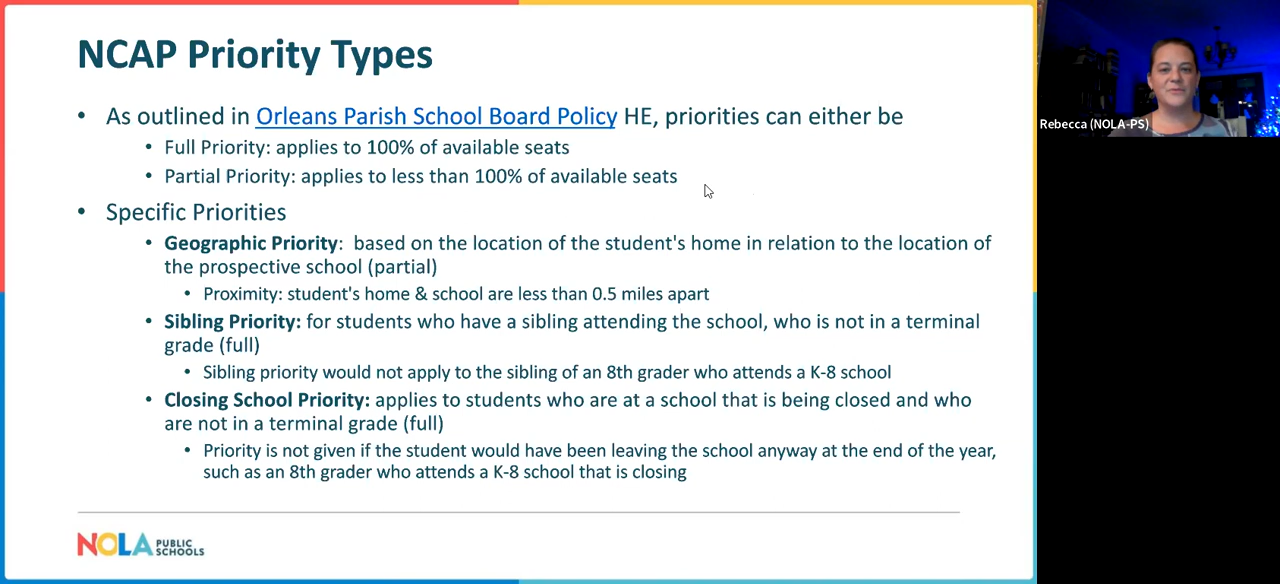 NCAP Priority Types
• As outlined in Orleans Parish School Board Policy HE, priorities can either be
• Full Priority: applies to 100% of available seats
• Partial Priority: applies to less than 100% of available seats
• Specific Priorities
• Geographic Priority: based on the location of the student's home in relation to the location of
the prospective school (partial)
• Proximity: student's home & school are less than 0.5 miles apart
• Sibling Priority: for students who have a sibling attending the school, who is not in a terminal
grade (full)
• Sibling priority would not apply to the sibling of an 8th grader who attends a K-8 school
• Closing School Priority: applies to students who are at a school that is being closed and who
are not in a terminal grade (full)
• Priority is not given if the student would have been leaving the school anyway at the end of the year,
such as an 8th grader who attends a K-8 school that is closing
NOLA PUBLIC
SCHOOLS
Rebecca (NOLA-PS)